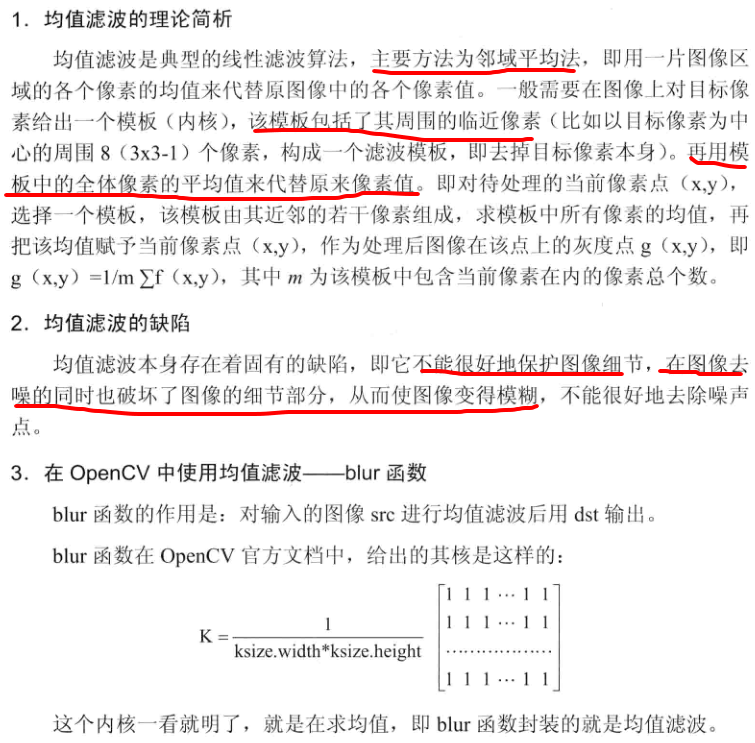 1．均值滤波的理论简析
均值滤波是典型的线性滤波算法，主要方法为邻域平均法，即用一片图像区
域的各个像素的均值来代替原图像中的各个像素值。一般需要在图像上对目标像
素给出一个模板（内核），该模板包括了其周围的临近像素（比如以目标像素为中
心的周围 8（3x3-1）个像素，构成一个滤波模板，即去掉目标像素本身）。再用模
板中的全体像素的平均值来代替原来像素值。即对待处理的当前像素点（x,y），
选择一个模板，该模板由其近邻的若干像素组成，求模板中所有像素的均值，再
把该均值赋予当前像素点（x,y），作为处理后图像在该点上的灰度点 g（x,y），即
g（x,y）=1/m ∑f（x,y），其中 m 为该模板中包含当前像素在内的像素总个数。
2．均值滤波的缺陷
均值滤波本身存在着固有的缺陷，即它不能很好地保护图像细节，在图像去
噪的同时也破坏了图像的细节部分，从而使图像变得模糊，不能很好地去除噪声
点。
3．在 OpenCV 中使用均值滤波——blur 函数
blur 函数的作用是：对输入的图像 src 进行均值滤波后用 dst 输出。
blur 函数在 OpenCV 官方文档中，给出的其核是这样的：
K = 1 / ksize.width*ksize.height
1 1 1 ··· 1 1
1 1 1 ··· 1 1
··················
1 1 1 ··· 1 1
这个内核一看就明了，就是在求均值，即 blur 函数封装的就是均值滤波。